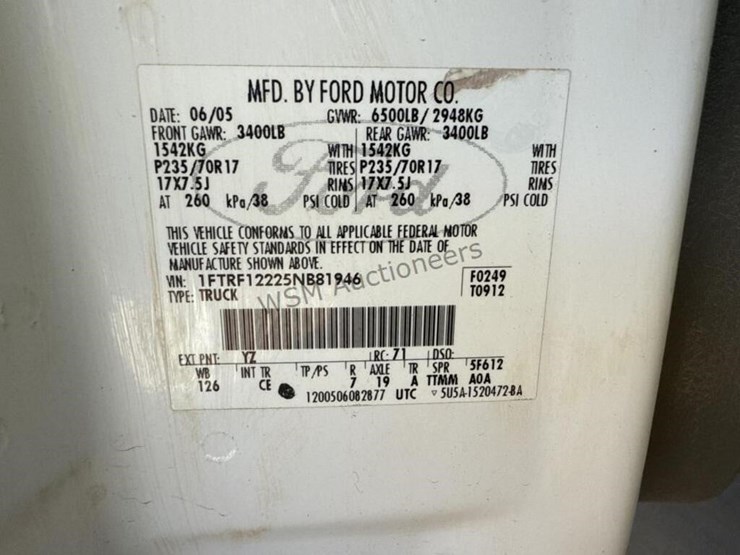 MFD. BY FORD MOTOR CO.
DATE: 06/05 GVWR: 6500LB/ 2948KG
FRONT GAWR: 3400LB REAR GAWR: 3400LB
1542KG WITH 1542KG WITH
P235/70R17 TIRES P235/70R17 TIRES
17X7.5J RIMS 17X7.5J RIMS
AT 260 kPa/38 PSI COLD AT 260 kPa/38 PSI COLD
Ford
THIS VEHICLE CONFORMS TO ALL APPLICABLE FEDERAL MOTOR
VEHICLE SAFETY STANDARDS IN EFFECT ON THE DATE OF
MANUFACTURE SHOWN ABOVE.
VIN: 1FTRF12225NB81946 F0249
TYPE: TRUCK T0912
WSM Auctioneers
EXT PNT: YZ RC: 71 DSO:
WB INT TR TP/PS R AXLE TR SPR 5F612
126 CE 7 19 A TTMM A0A
1200506082877 UTC ▽ 5U5A-1520472-BA